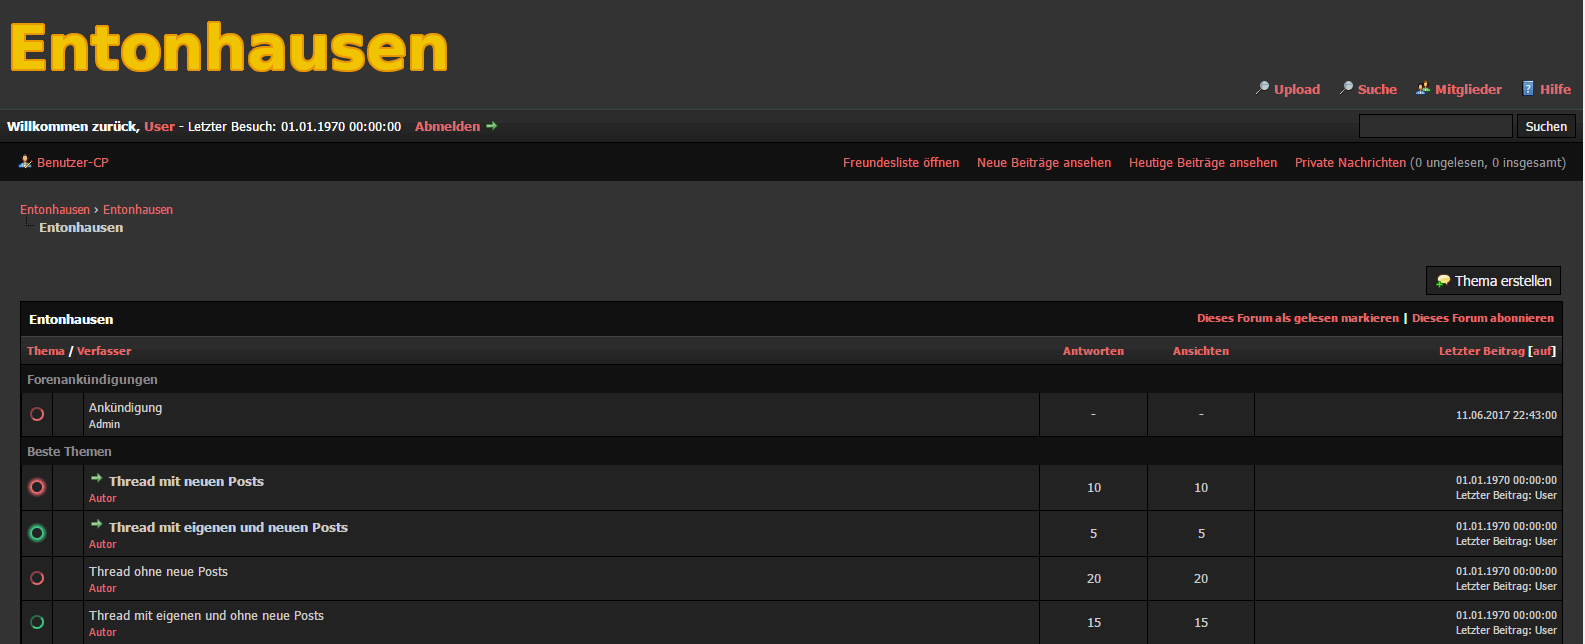 Entonhausen
Upload Suche Mitglieder Hilfe
Willkommen zurück, User - Letzter Besuch: 01.01.1970 00:00:00 Abmelden Suchen
Benutzer-CP Freundesliste öffnen Neue Beiträge ansehen Heutige Beiträge ansehen Private Nachrichten (0 ungelesen, 0 insgesamt)
Entonhausen › Entonhausen
Entonhausen
Thema erstellen
Entonhausen Dieses Forum als gelesen markieren | Dieses Forum abonnieren
Thema / Verfasser Antworten Ansichten Letzter Beitrag [auf]
Forenankündigungen
Ankündigung
Admin - - 11.06.2017 22:43:00
Beste Themen
Thread mit neuen Posts 10 10 01.01.1970 00:00:00
Autor Letzter Beitrag: User
Thread mit eigenen und neuen Posts 5 5 01.01.1970 00:00:00
Autor Letzter Beitrag: User
Thread ohne neue Posts 20 20 01.01.1970 00:00:00
Autor Letzter Beitrag: User
Thread mit eigenen und ohne neue Posts 15 15 01.01.1970 00:00:00
Autor Letzter Beitrag: User